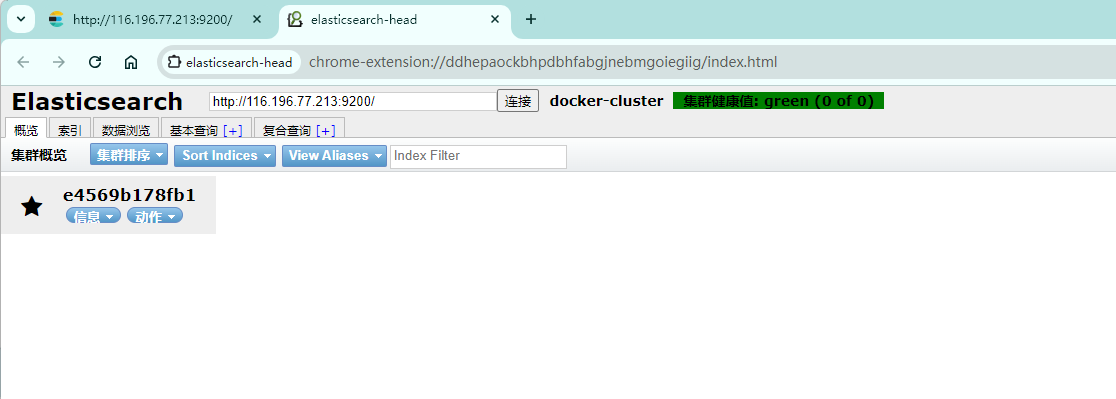 http://116.196.77.213:9200/
elasticsearch-head
elasticsearch-head chrome-extension://ddhepaockbhpdbhfabgjnebmgoiegiig/index.html
Elasticsearch http://116.196.77.213:9200/ 连接 docker-cluster 集群健康值: green (0 of 0)
概览 索引 数据浏览 基本查询 [+] 复合查询 [+]
集群概览 集群排序 Sort Indices View Aliases Index Filter
e4569b178fb1
信息 动作